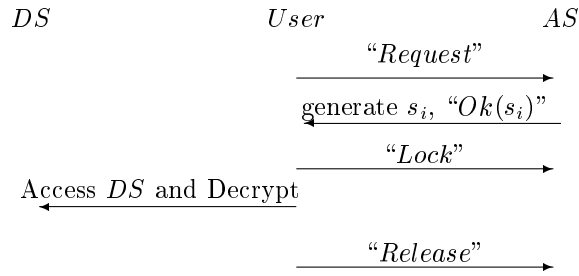 DS User AS
“Request”
generate s_i, “Ok(s_i)”
“Lock”
Access DS and Decrypt
“Release”